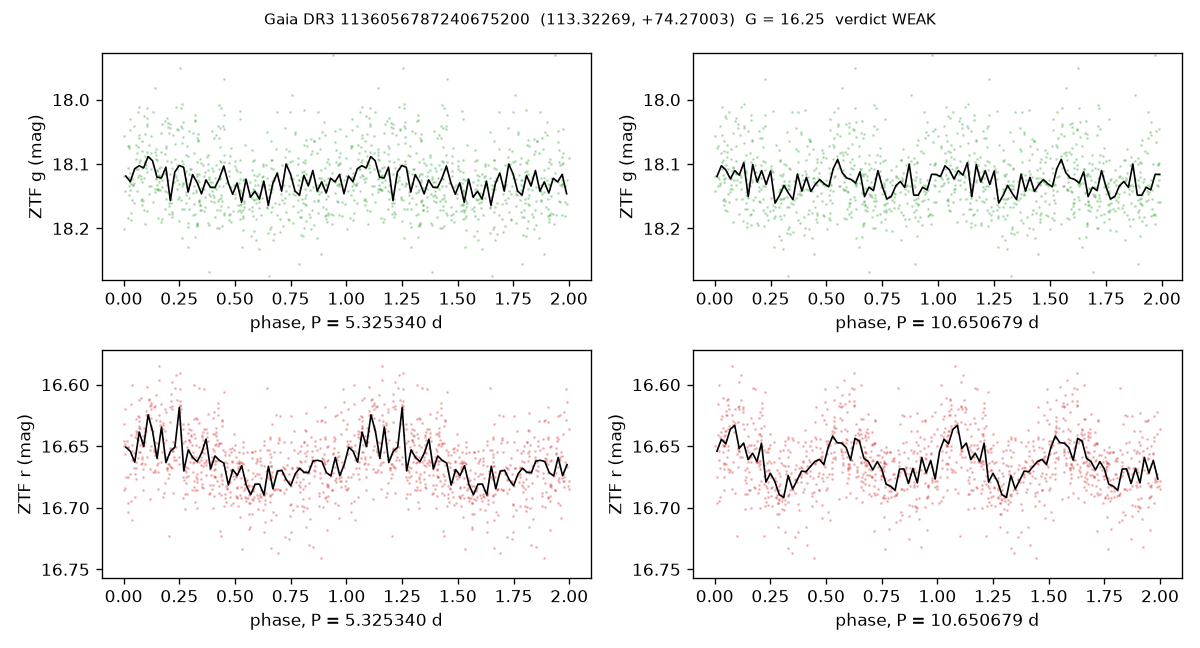 Gaia DR3 1136056787240675200  (113.32269, +74.27003)  G = 16.25  verdict WEAK
ZTF g (mag)
18.0
18.1
18.2
0.00 0.25 0.50 0.75 1.00 1.25 1.50 1.75 2.00
phase, P = 5.325340 d
ZTF g (mag)
18.0
18.1
18.2
0.00 0.25 0.50 0.75 1.00 1.25 1.50 1.75 2.00
phase, P = 10.650679 d
ZTF r (mag)
16.60
16.65
16.70
16.75
0.00 0.25 0.50 0.75 1.00 1.25 1.50 1.75 2.00
phase, P = 5.325340 d
ZTF r (mag)
16.60
16.65
16.70
16.75
0.00 0.25 0.50 0.75 1.00 1.25 1.50 1.75 2.00
phase, P = 10.650679 d